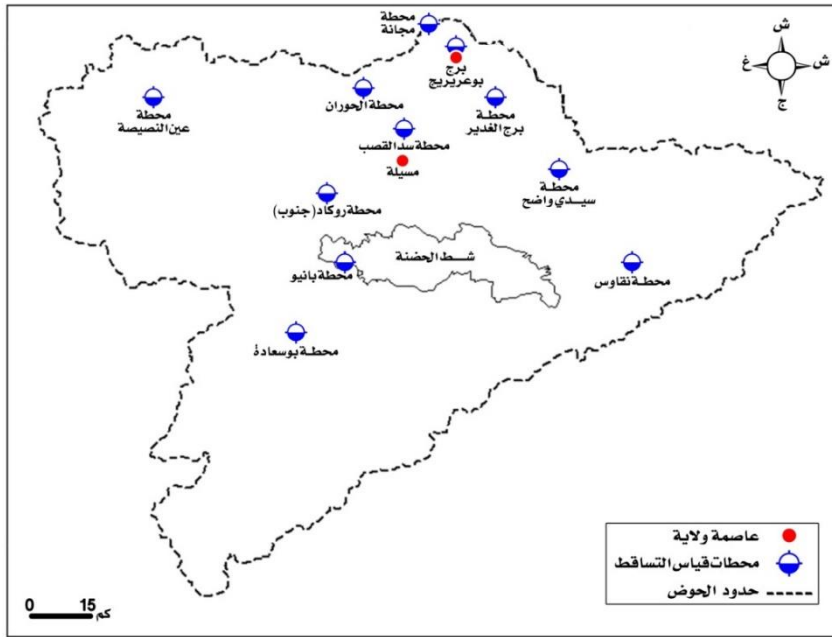 محطة
مجانة
برج
بوعريريج
محطة
عين النصيصة
محطة الحوران
محطة
برج الغدير
محطة سد القصب
مسيلة
محطة
سيدي واضح
محطة روكاد (جنوب)
شط الحضنة
محطة بانيو
محطة نقاوس
محطة بوسعادة
ش
غ
ش
ج
عاصمة ولاية
محطات قياس التساقط
حدود الحوض
0 15 كم